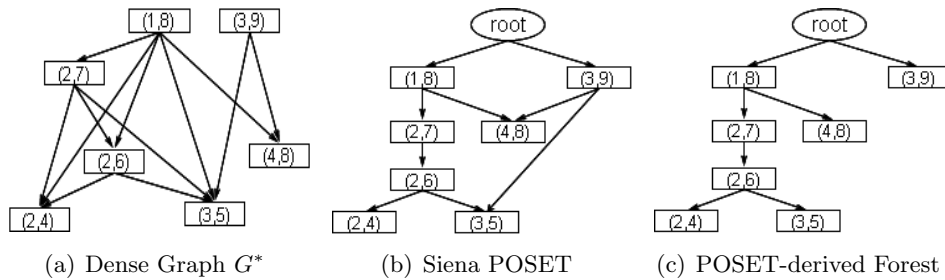 (1,8) (3,9)
(2,7)
(2,6)
(4,8)
(2,4) (3,5)
(a) Dense Graph G*
root
(1,8) (3,9)
(2,7) (4,8)
(2,6)
(2,4) (3,5)
(b) Siena POSET
root
(1,8) (3,9)
(2,7) (4,8)
(2,6)
(2,4) (3,5)
(c) POSET-derived Forest